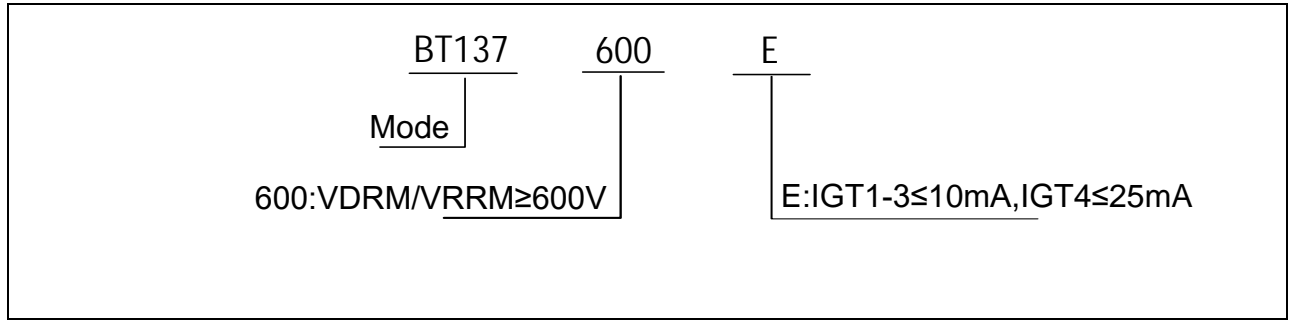 BT137 600 E
Mode
600:VDRM/VRRM≥600V E:IGT1-3≤10mA,IGT4≤25mA